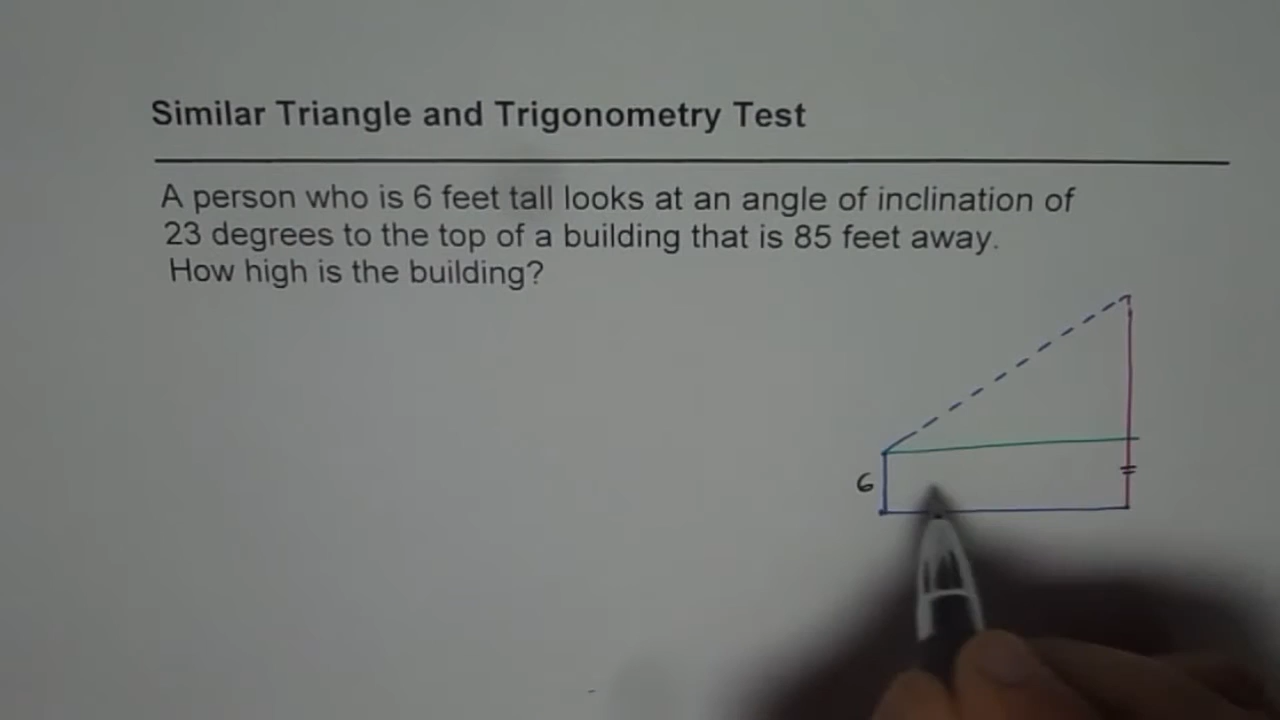 Similar Triangle and Trigonometry Test
A person who is 6 feet tall looks at an angle of inclination of
23 degrees to the top of a building that is 85 feet away.
How high is the building?
6